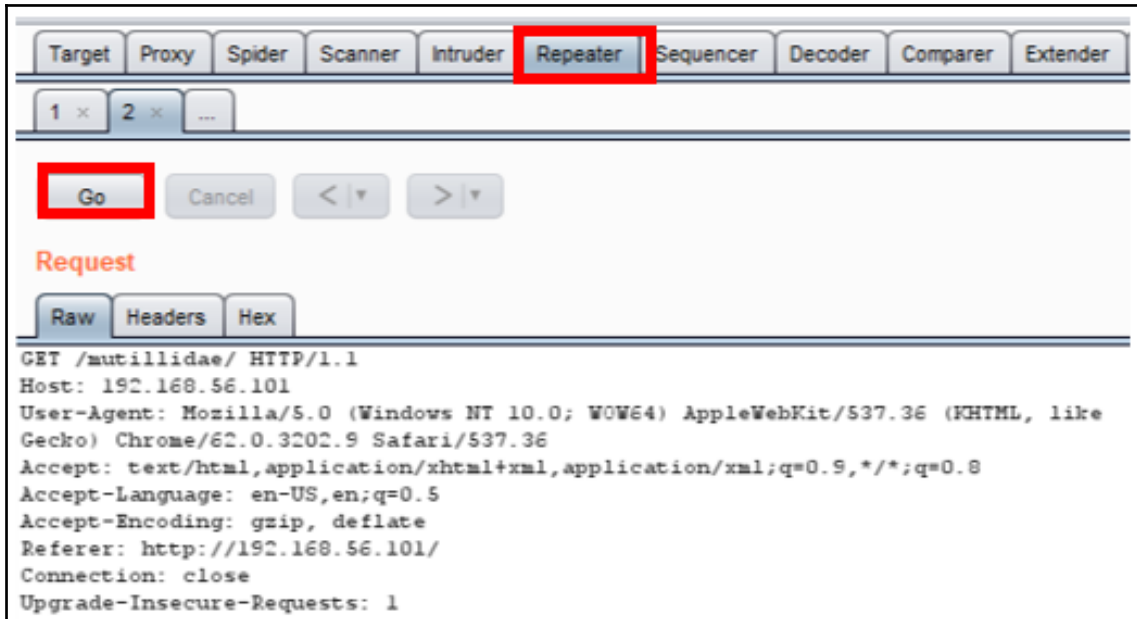 Target Proxy Spider Scanner Intruder Repeater Sequencer Decoder Comparer Extender
1 × 2 × ...
Go Cancel < ▼ > ▼
Request
Raw Headers Hex
GET /mutillidae/ HTTP/1.1
Host: 192.168.56.101
User-Agent: Mozilla/5.0 (Windows NT 10.0; WOW64) AppleWebKit/537.36 (KHTML, like
Gecko) Chrome/62.0.3202.9 Safari/537.36
Accept: text/html,application/xhtml+xml,application/xml;q=0.9,*/*;q=0.8
Accept-Language: en-US,en;q=0.5
Accept-Encoding: gzip, deflate
Referer: http://192.168.56.101/
Connection: close
Upgrade-Insecure-Requests: 1